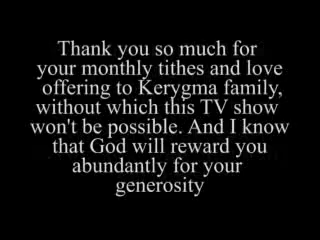 Thank you so much for
your monthly tithes and love
offering to Kerygma family,
without which this TV show
won't be possible. And I know
that God will reward you
abundantly for your
generosity